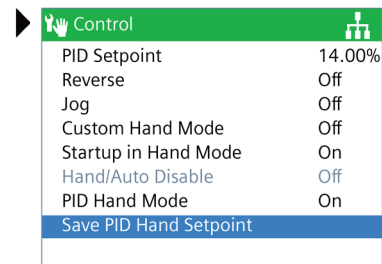 Control
PID Setpoint 14.00%
Reverse Off
Jog Off
Custom Hand Mode Off
Startup in Hand Mode On
Hand/Auto Disable Off
PID Hand Mode On
Save PID Hand Setpoint